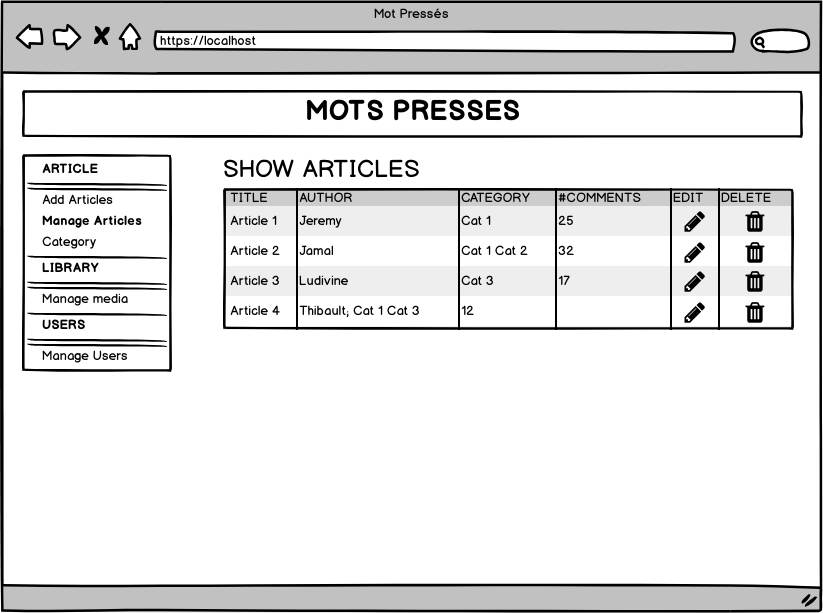 Mot Pressés
https://localhost
MOTS PRESSES
ARTICLE
Add Articles
Manage Articles
Category
LIBRARY
Manage media
USERS
Manage Users
SHOW ARTICLES
TITLE AUTHOR CATEGORY #COMMENTS EDIT DELETE
Article 1 Jeremy Cat 1 25
Article 2 Jamal Cat 1 Cat 2 32
Article 3 Ludivine Cat 3 17
Article 4 Thibault; Cat 1 Cat 3 12